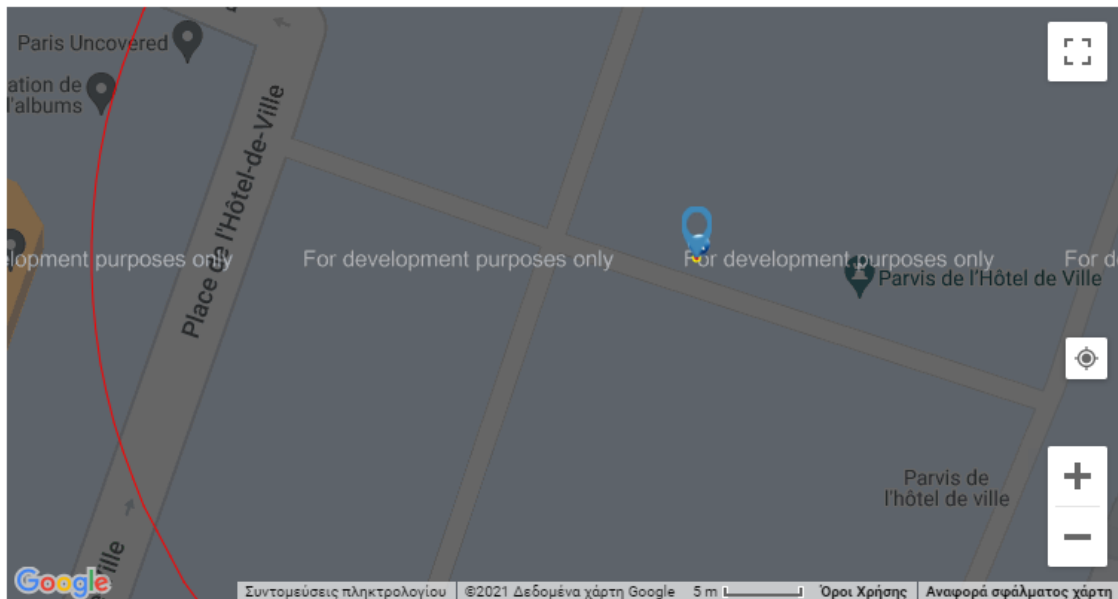 Paris Uncovered
ation de
l'albums
Place de l'Hôtel-de-Ville
elopment purposes only
For development purposes only
For development purposes only
For d
Parvis de l'Hôtel de Ville
Parvis de
l'hôtel de ville
Ville
Google
Συντομεύσεις πληκτρολογίου
©2021 Δεδομένα χάρτη Google
5 m
Όροι Χρήσης
Αναφορά σφάλματος χάρτη